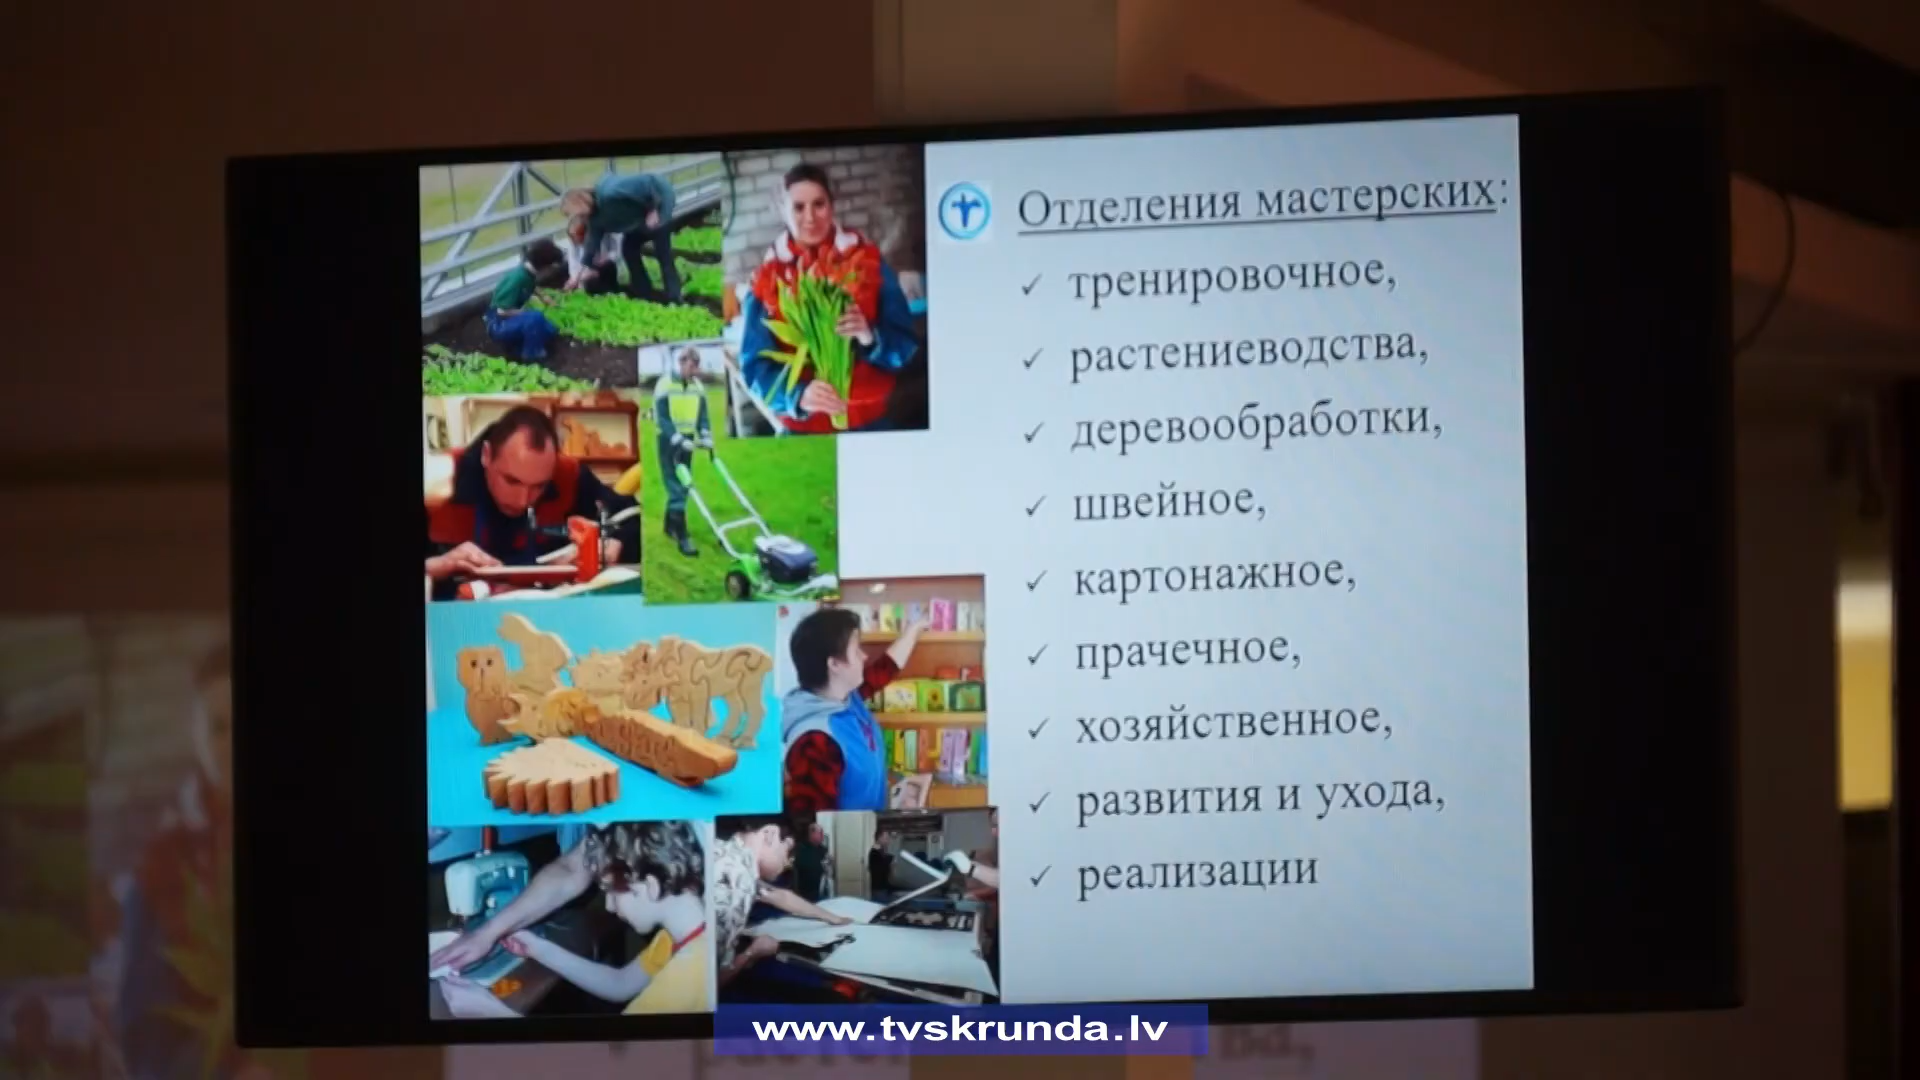 Отделения мастерских:
✓ тренировочное,
✓ растениеводства,
✓ деревообработки,
✓ швейное,
✓ картонажное,
✓ прачечное,
✓ хозяйственное,
✓ развития и ухода,
✓ реализации
www.tvskrunda.lv